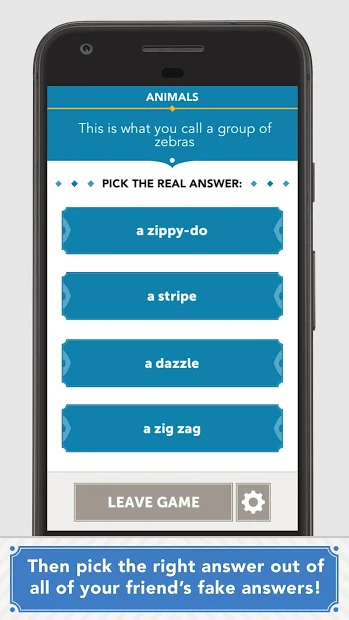 ANIMALS
This is what you call a group of
zebras
PICK THE REAL ANSWER:
a zippy-do
a stripe
a dazzle
a zig zag
LEAVE GAME
Then pick the right answer out of
all of your friend's fake answers!